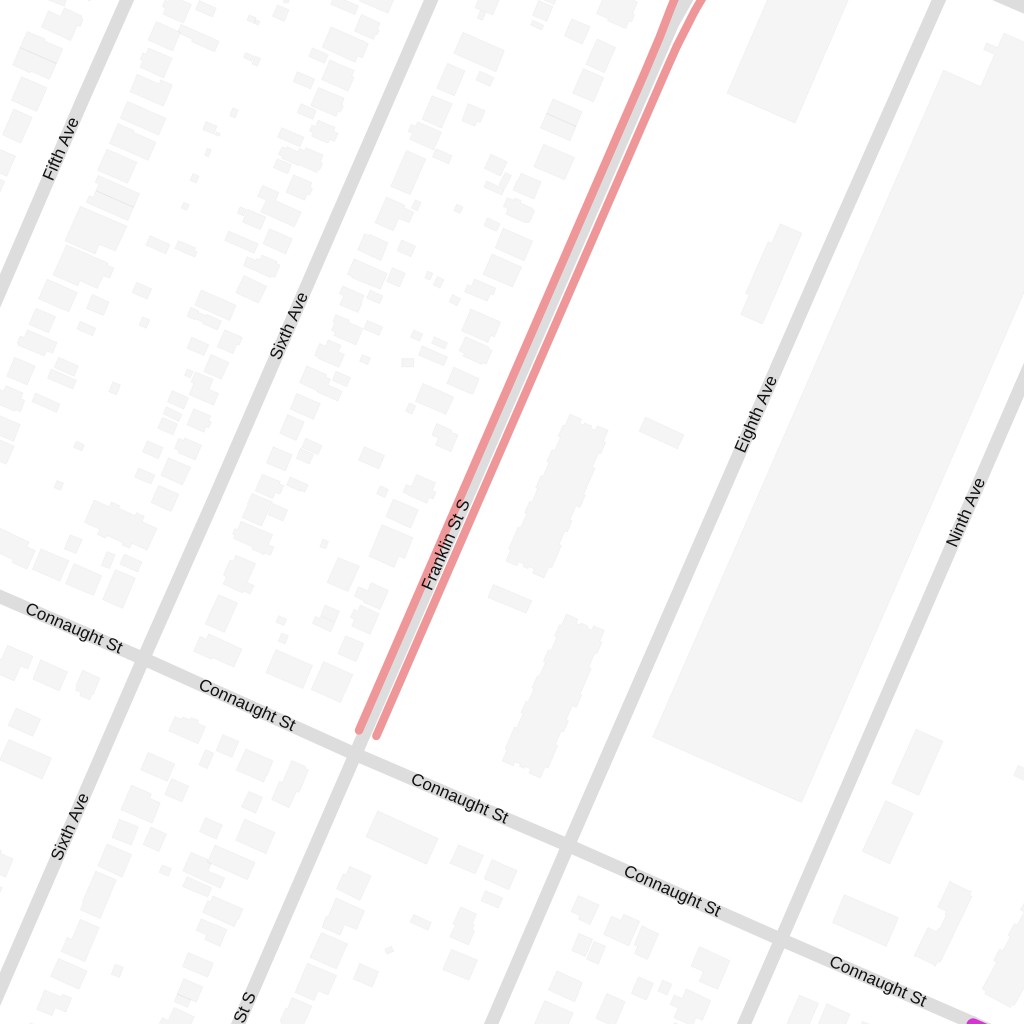 Fifth Ave
Sixth Ave
Eighth Ave
Ninth Ave
Franklin St S
Connaught St
Connaught St
Connaught St
Connaught St
Connaught St
Sixth Ave
St S